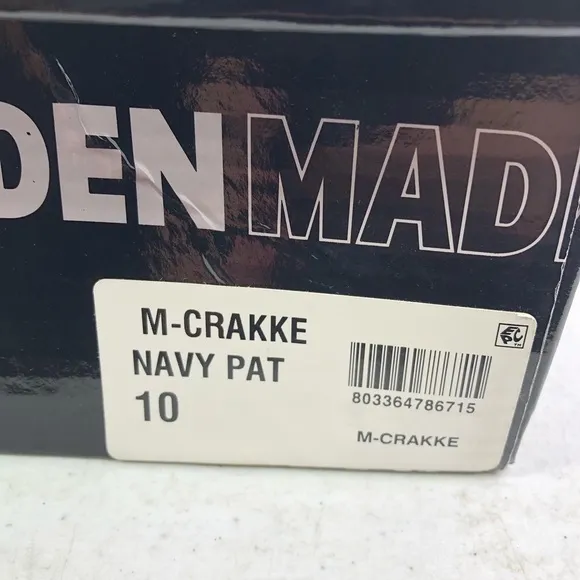 DEN MAD
M-CRAKKE
NAVY PAT
10
803364786715
M-CRAKKE